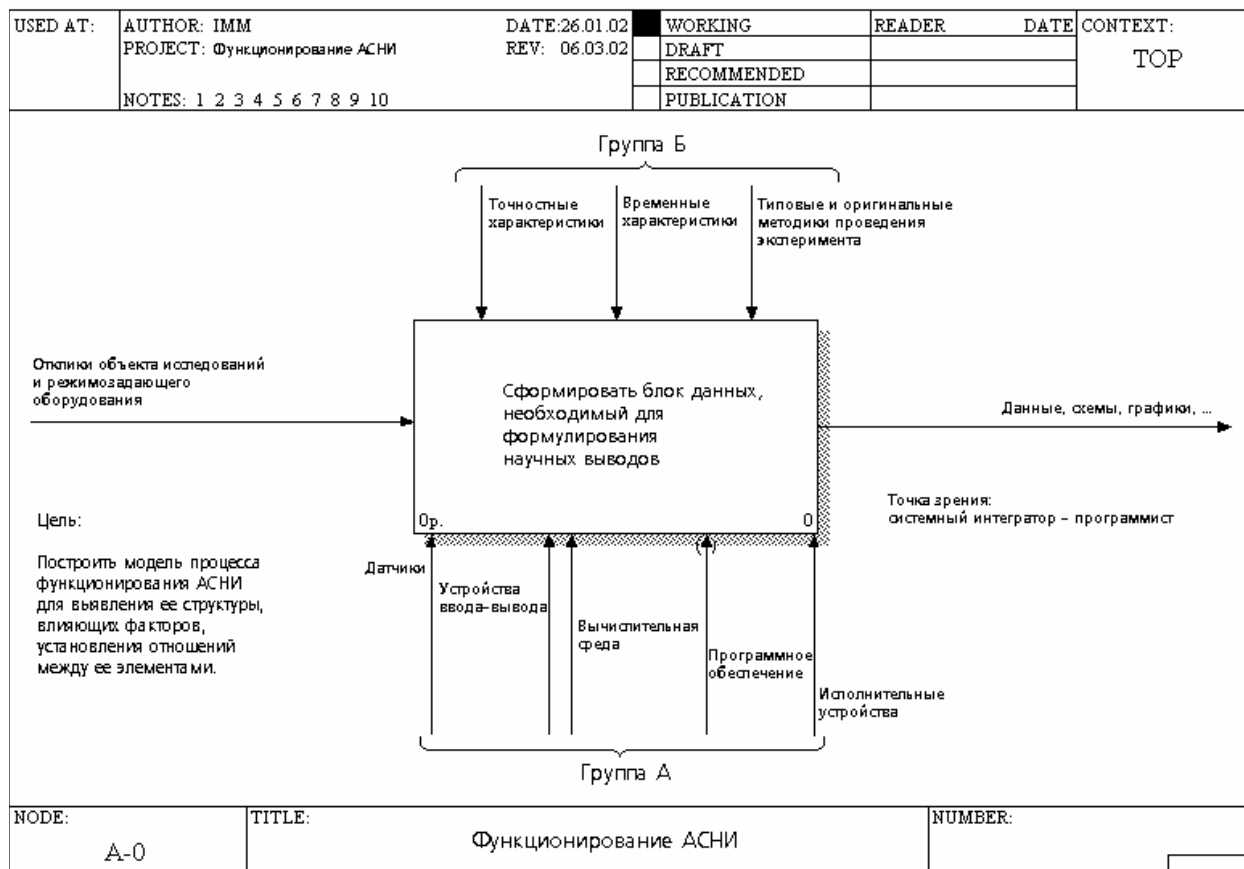 USED AT:
AUTHOR: IMM
DATE:26.01.02
WORKING
READER
DATE
CONTEXT:
PROJECT: Функционирование АСНИ
REV: 06.03.02
DRAFT
TOP
RECOMMENDED
NOTES: 1 2 3 4 5 6 7 8 9 10
PUBLICATION
Группа Б
Точностные
характеристики
Временные
характеристики
Типовые и оригинальные
методики проведения
эксперимента
Отклики объекта исследований
и режимозадающего
оборудования
Сформировать блок данных,
необходимый для
формулирования
научных выводов
0р.
0
Данные, схемы, графики, ...
Точка зрения:
системный интегратор – программист
Цель:
Построить модель процесса
функционирования АСНИ
для выявления ее структуры,
влияющих факторов,
установления отношений
между ее элементами.
Датчики
Устройства
ввода-вывода
Вычислительная
среда
Программное
обеспечение
Исполнительные
устройства
Группа А
NODE:
A-0
TITLE:
Функционирование АСНИ
NUMBER: